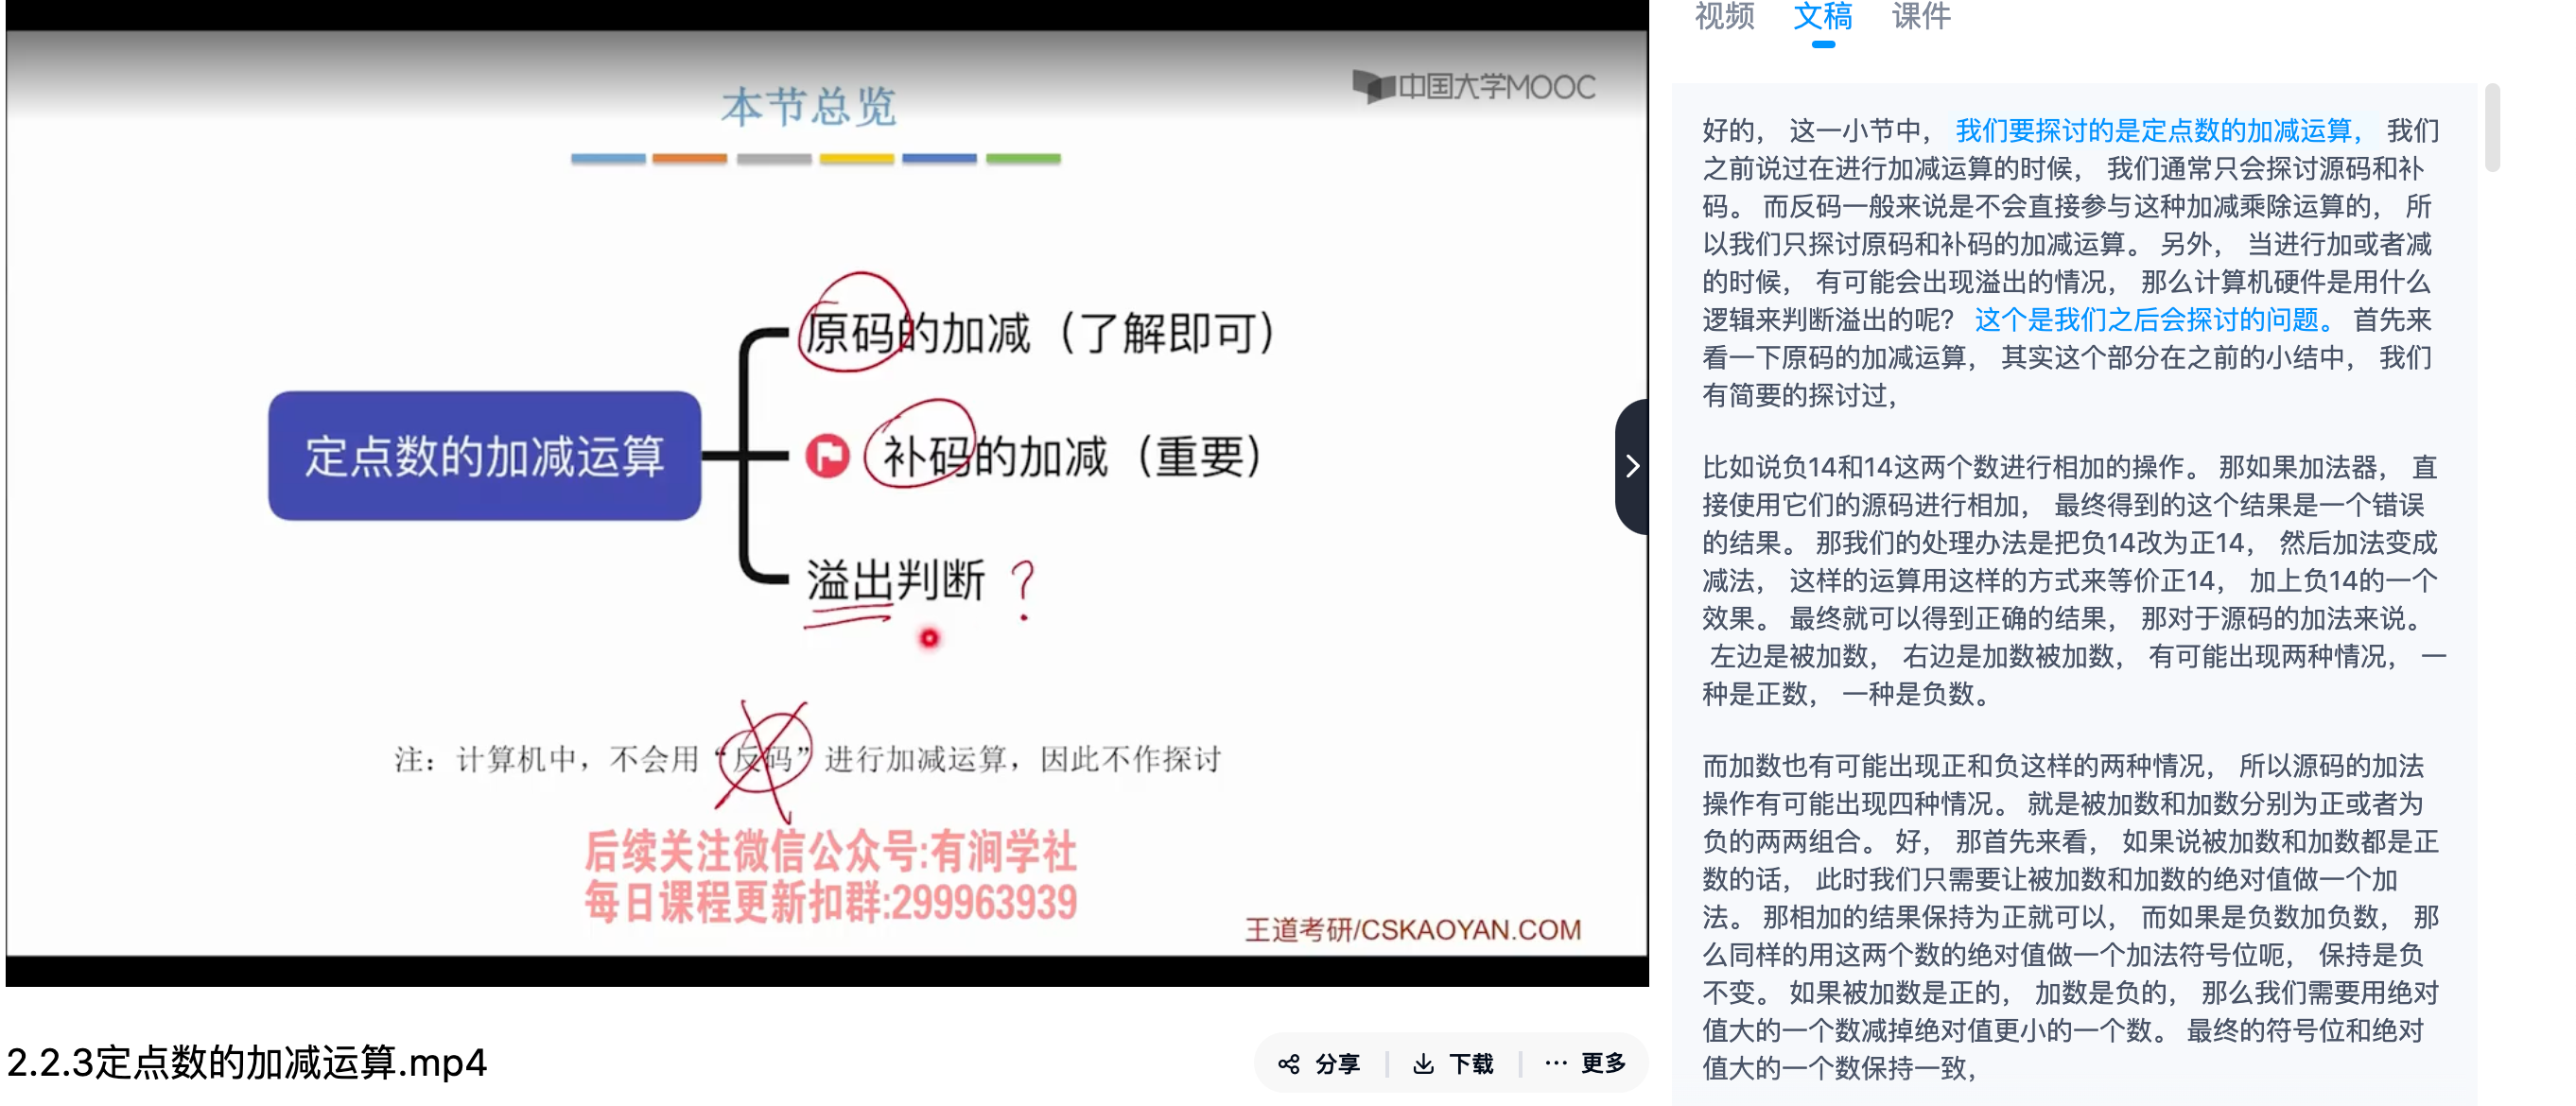 本节总览
中国大学MOOC
定点数的加减运算
原码的加减（了解即可）
补码的加减（重要）
溢出判断 ?
注：计算机中，不会用“反码”进行加减运算，因此不作探讨
后续关注微信公众号:有涧学社
每日课程更新扣群:299963939
王道考研/CSKAOYAN.COM
2.2.3定点数的加减运算.mp4
分享
下载
更多
视频 文稿 课件
好的， 这一小节中， 我们要探讨的是定点数的加减运算， 我们
之前说过在进行加减运算的时候， 我们通常只会探讨源码和补
码。 而反码一般来说是不会直接参与这种加减乘除运算的， 所
以我们只探讨原码和补码的加减运算。 另外， 当进行加或者减
的时候， 有可能会出现溢出的情况， 那么计算机硬件是用什么
逻辑来判断溢出的呢？ 这个是我们之后会探讨的问题。 首先来
看一下原码的加减运算， 其实这个部分在之前的小结中， 我们
有简要的探讨过，
比如说负14和14这两个数进行相加的操作。 那如果加法器， 直
接使用它们的源码进行相加， 最终得到的这个结果是一个错误
的结果。 那我们的处理办法是把负14改为正14， 然后加法变成
减法， 这样的运算用这样的方式来等价正14， 加上负14的一个
效果。 最终就可以得到正确的结果， 那对于源码的加法来说。
左边是被加数， 右边是加数被加数， 有可能出现两种情况， 一
种是正数， 一种是负数。
而加数也有可能出现正和负这样的两种情况， 所以源码的加法
操作有可能出现四种情况。 就是被加数和加数分别为正或者为
负的两两组合。 好， 那首先来看， 如果说被加数和加数都是正
数的话， 此时我们只需要让被加数和加数的绝对值做一个加
法。 那相加的结果保持为正就可以， 而如果是负数加负数， 那
么同样的用这两个数的绝对值做一个加法符号位呃， 保持是负
不变。 如果被加数是正的， 加数是负的， 那么我们需要用绝对
值大的一个数减掉绝对值更小的一个数。 最终的符号位和绝对
值大的一个数保持一致，